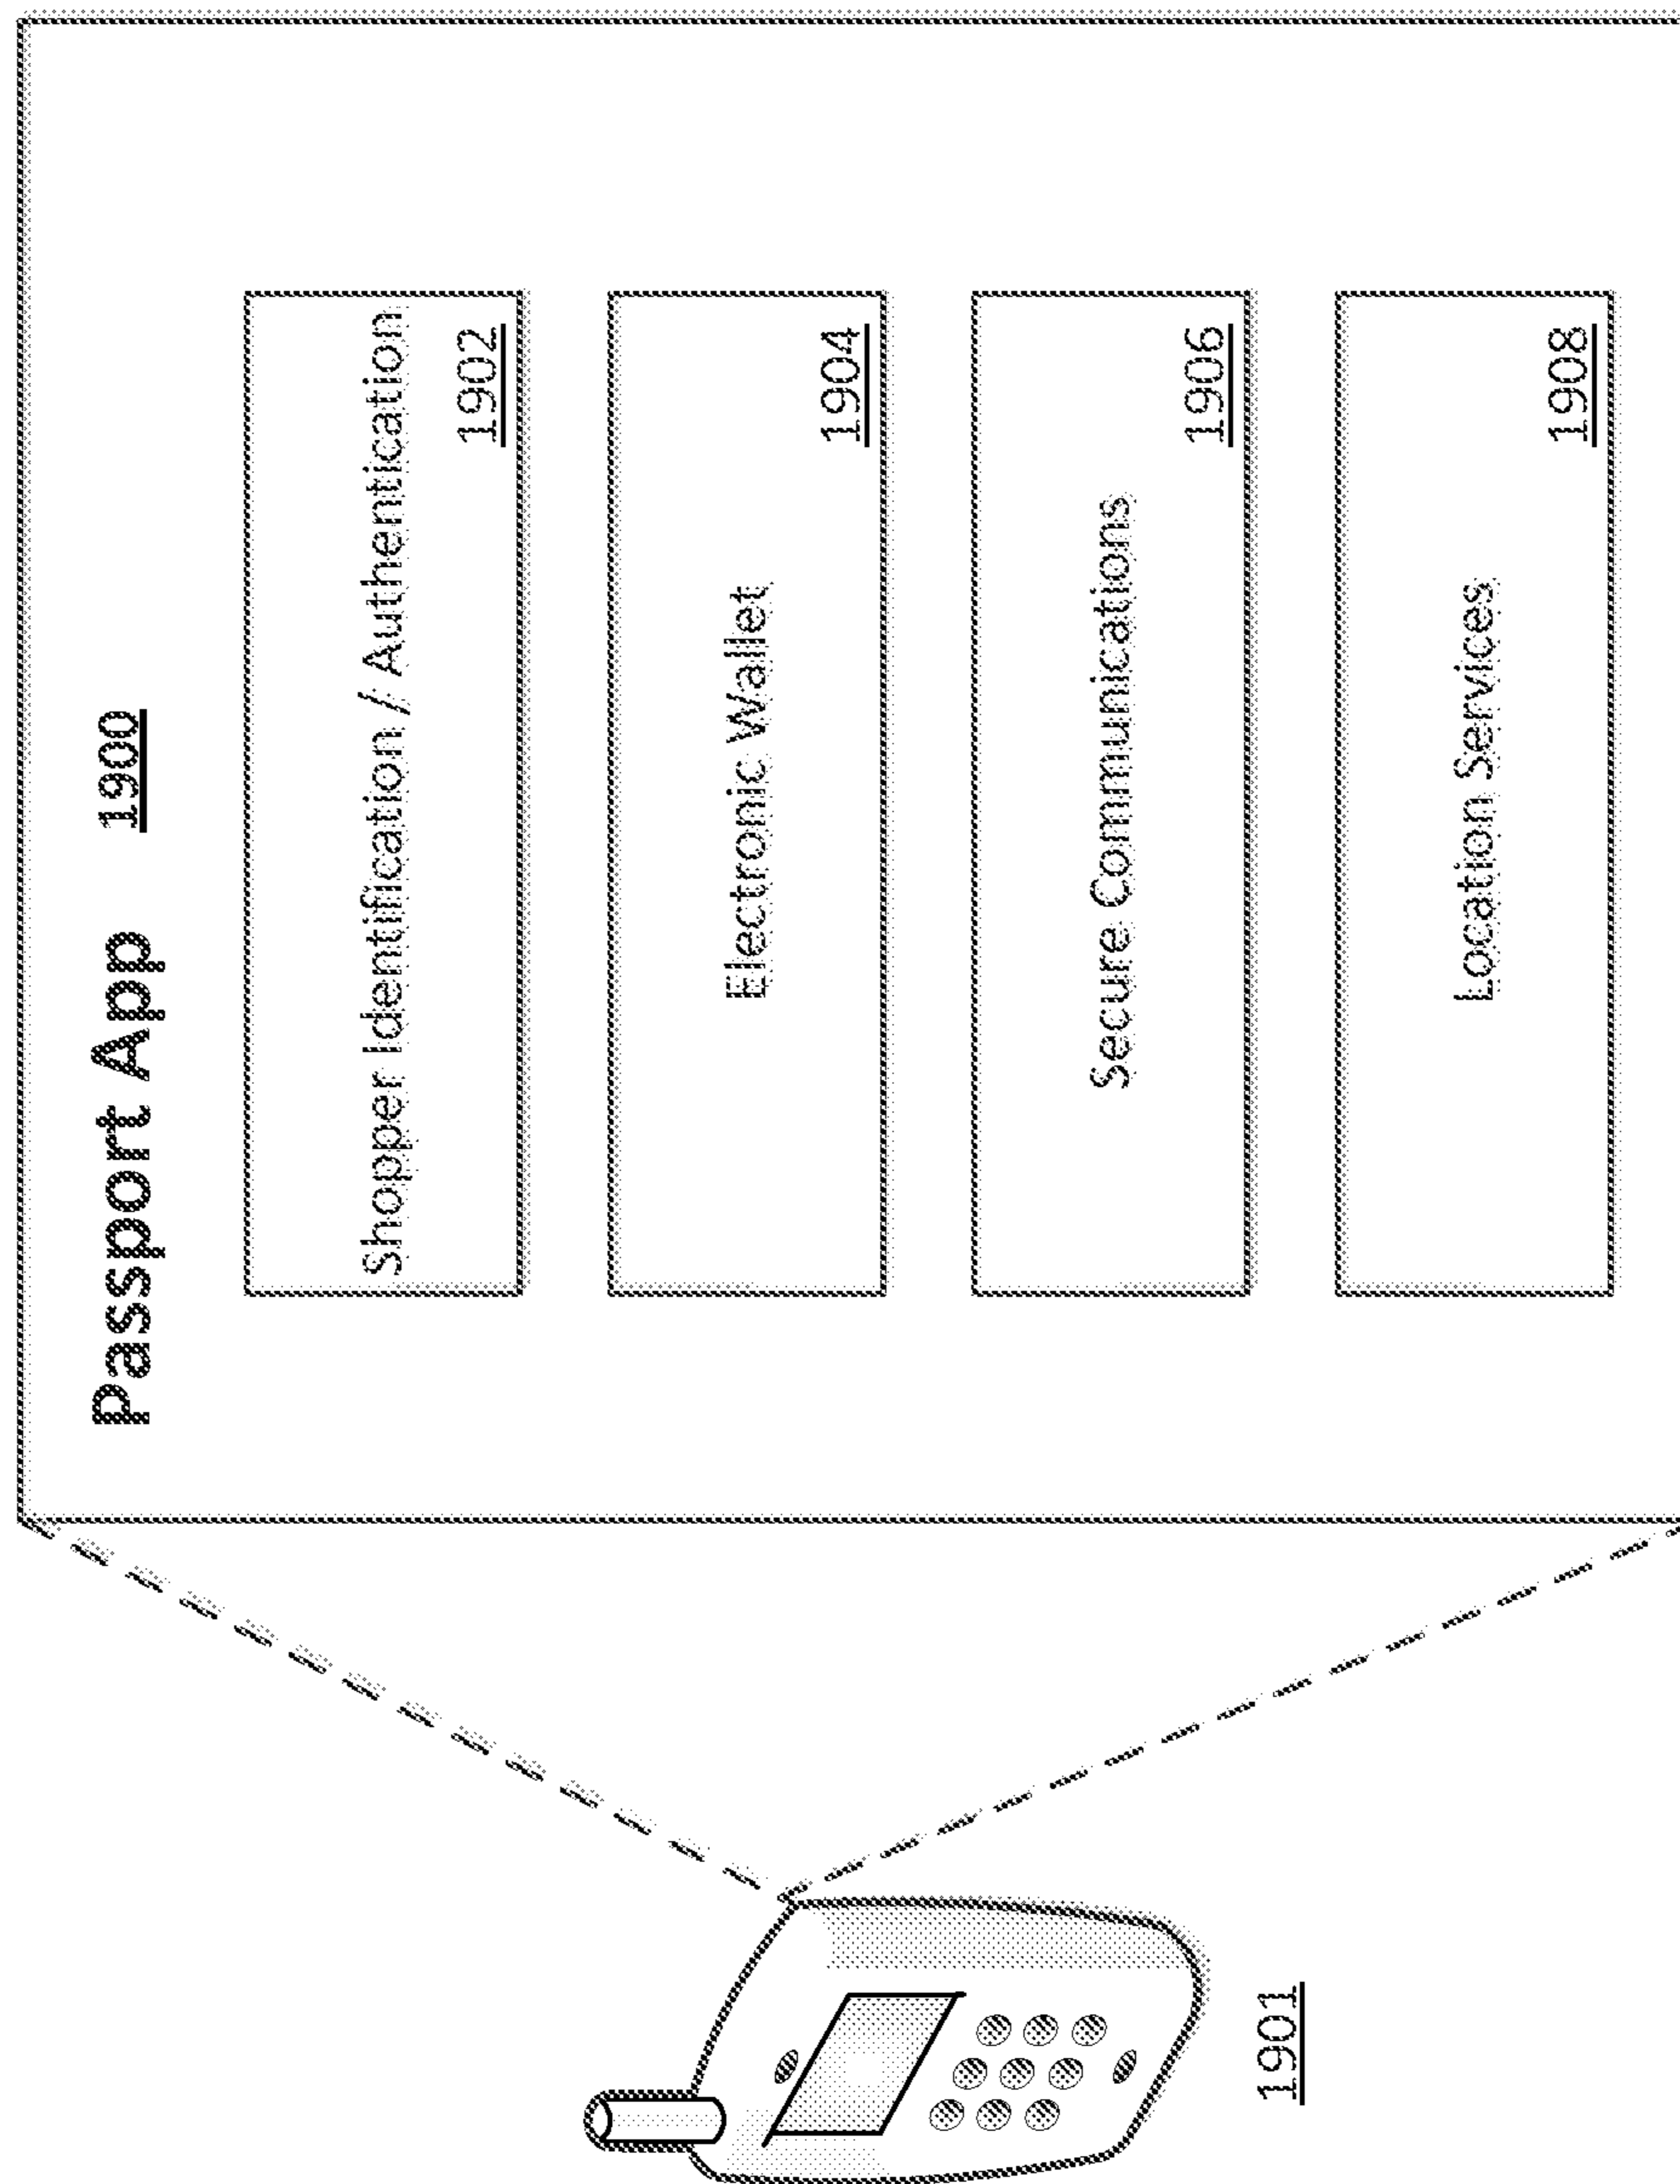 Passport App 1900
Shopper Identification // Authentication
1902
Electronic Wallet
1904
Secure Communications
1906
Location Services
1908
1901